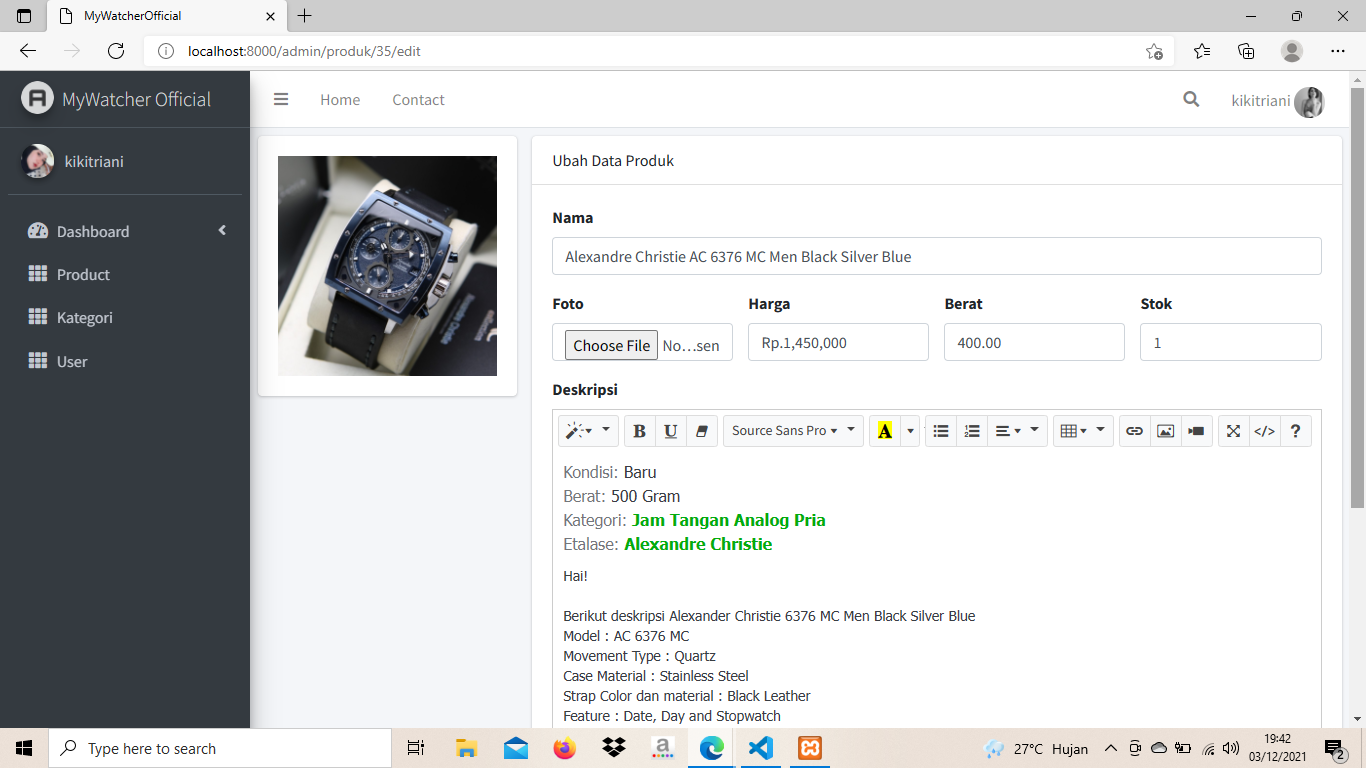 MyWatcherOfficial
localhost:8000/admin/produk/35/edit
MyWatcher Official
Home
Contact
kikitriani
kikitriani
Dashboard
Product
Kategori
User
Ubah Data Produk
Nama
Alexandre Christie AC 6376 MC Men Black Silver Blue
Foto
Harga
Berat
Stok
Choose File No…sen
Rp.1,450,000
400.00
1
Deskripsi
B
U
Source Sans Pro
A
</>
?
Kondisi: Baru
Berat: 500 Gram
Kategori: Jam Tangan Analog Pria
Etalase: Alexandre Christie
Hai!
Berikut deskripsi Alexander Christie 6376 MC Men Black Silver Blue
Model : AC 6376 MC
Movement Type : Quartz
Case Material : Stainless Steel
Strap Color dan material : Black Leather
Feature : Date, Day and Stopwatch
Type here to search
27°C Hujan
19:42
03/12/2021
2